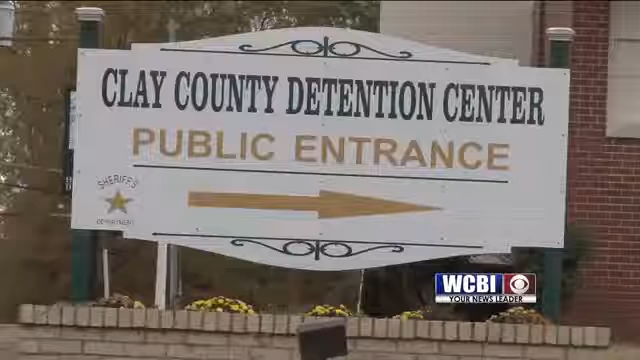 CLAY COUNTY DETENTION CENTER
PUBLIC ENTRANCE
SHERIFF'S
DEPARTMENT
WCBI
YOUR NEWS LEADER